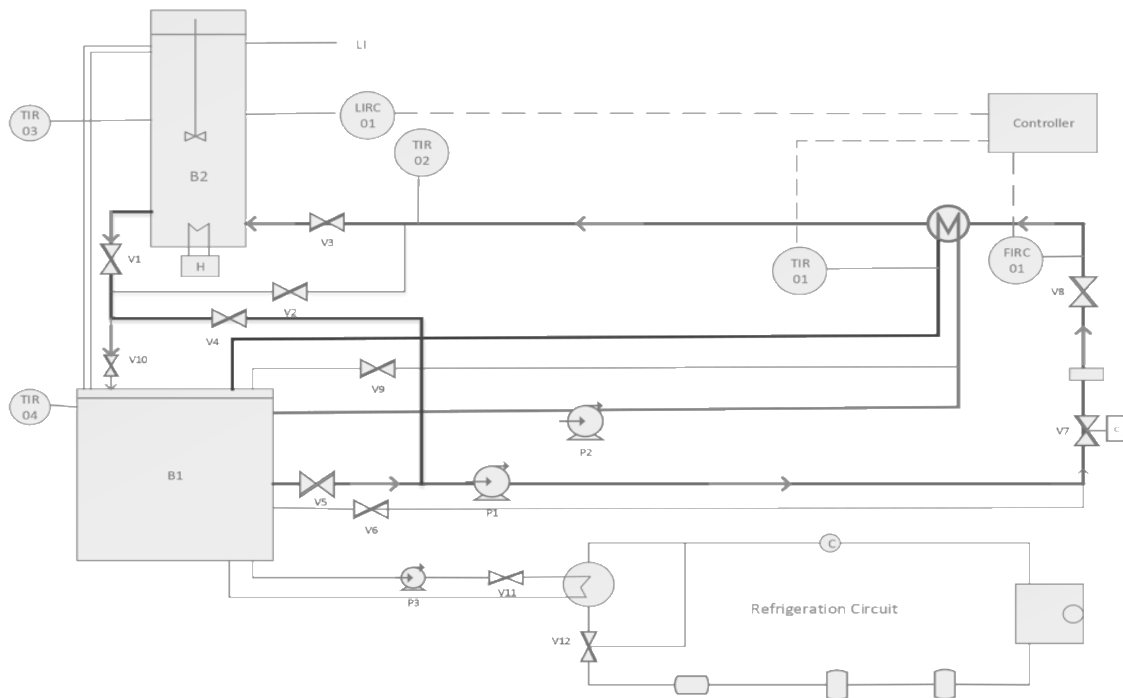 LI
TIR
03
LIRC
01
Controller
TIR
02
B2
V3
V1
TIR
01
FIRC
01
H
V2
V8
V4
V10
V9
TIR
04
V7
C
P2
B1
V5
P1
V6
C
P3
V11
Refrigeration Circuit
V12